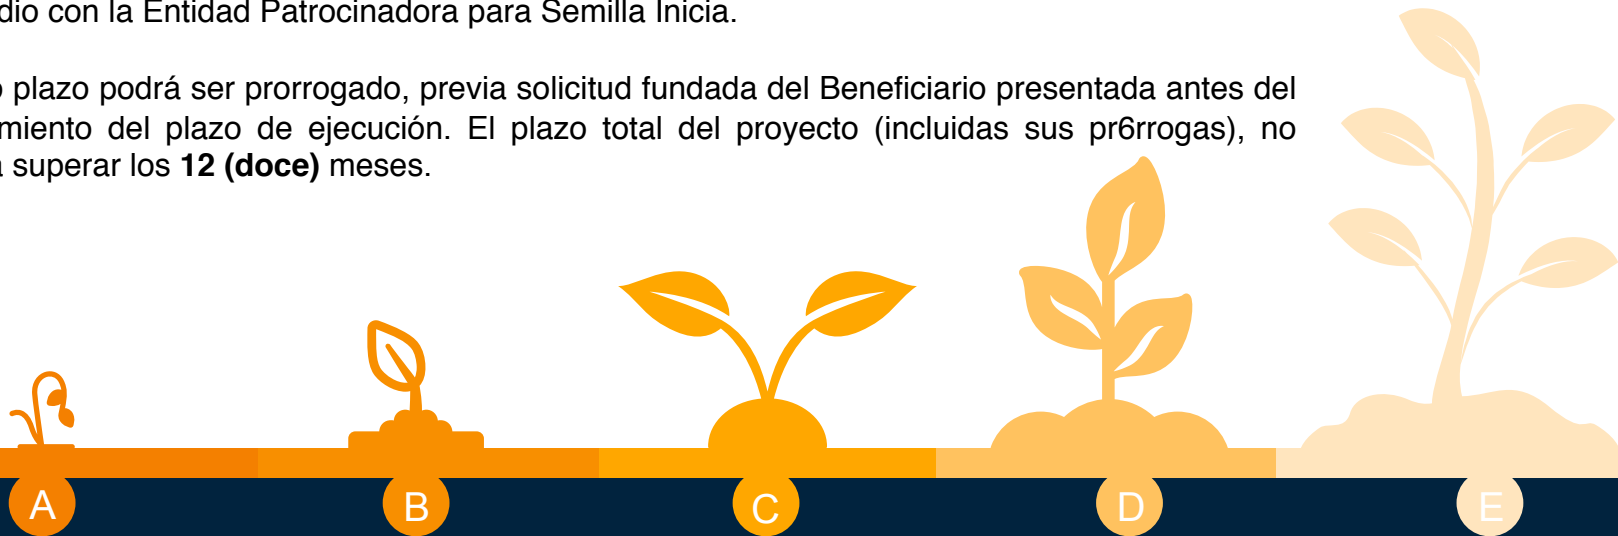 dio con la Entidad Patrocinadora para Semilla Inicia.
o plazo podrá ser prorrogado, previa solicitud fundada del Beneficiario presentada antes del
miento del plazo de ejecución. El plazo total del proyecto (incluidas sus pr6rrogas), no
a superar los 12 (doce) meses.
A B C D E